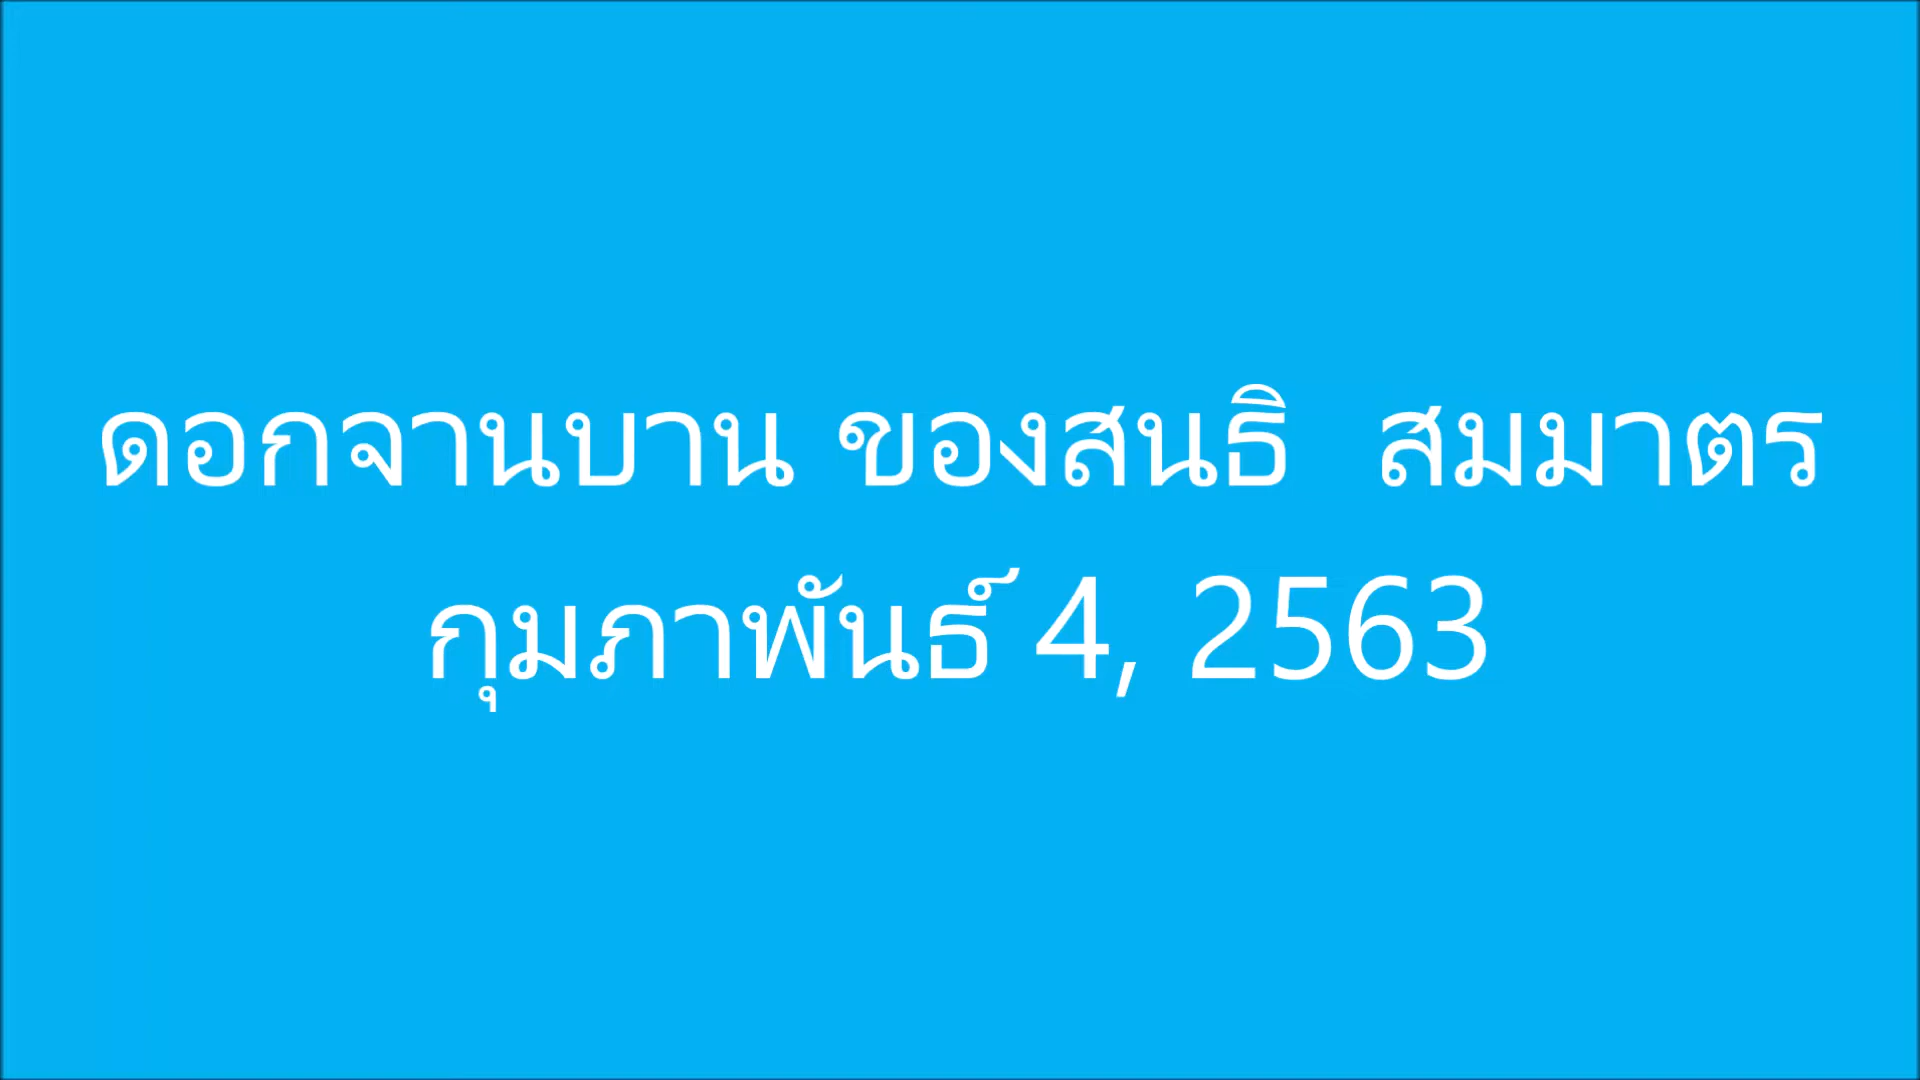 ดอกจานบาน ของสนธิ  สมมาตร
กุมภาพันธ์ 4, 2563